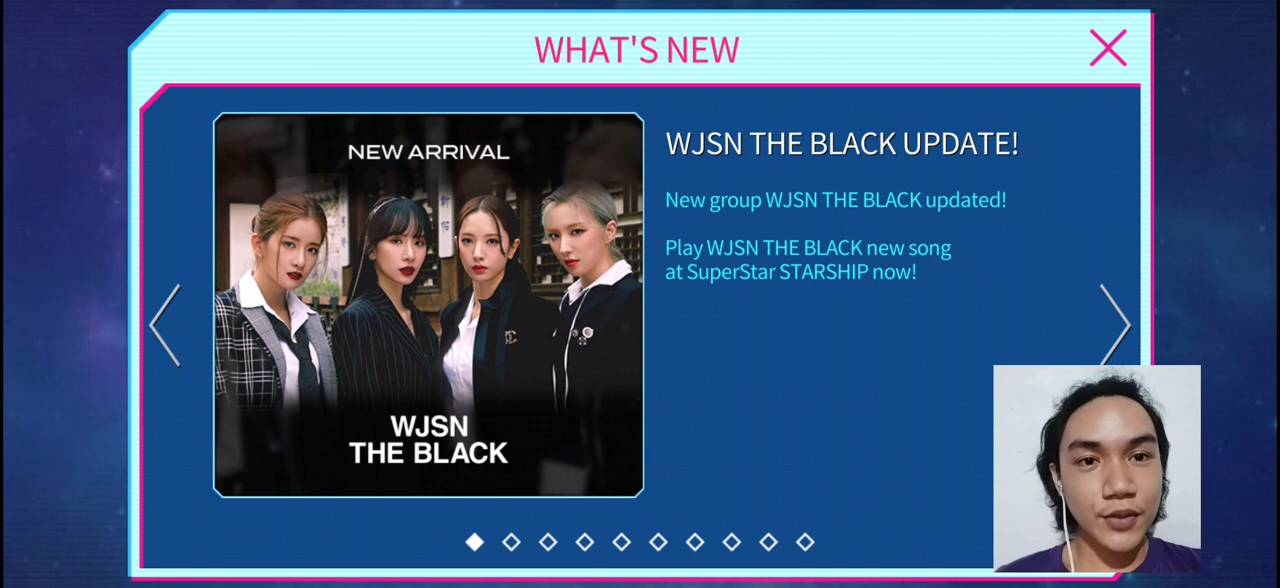 WHAT'S NEW
NEW ARRIVAL
WJSN
THE BLACK
WJSN THE BLACK UPDATE!
New group WJSN THE BLACK updated!
Play WJSN THE BLACK new song
at SuperStar STARSHIP now!